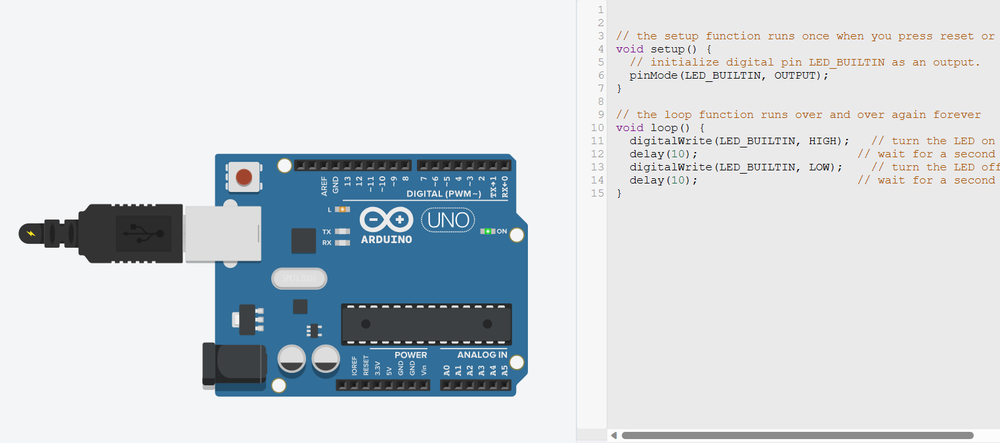 AREF
GND
13
12
~11
~10
~9
8
7
~6
~5
4
~3
2
TX→1
RX←0
DIGITAL (PWM~)
L
TX
RX
ARDUINO
UNO
ON
SPK16.000G
POWER
ANALOG IN
IOREF
RESET
3.3V
5V
GND
GND
Vin
A0
A1
A2
A3
A4
A5
1
2
3 // the setup function runs once when you press reset or
4 void setup() {
5 // initialize digital pin LED_BUILTIN as an output.
6 pinMode(LED_BUILTIN, OUTPUT);
7 }
8
9 // the loop function runs over and over again forever
10 void loop() {
11 digitalWrite(LED_BUILTIN, HIGH); // turn the LED on
12 delay(10); // wait for a second
13 digitalWrite(LED_BUILTIN, LOW); // turn the LED off
14 delay(10); // wait for a second
15 }